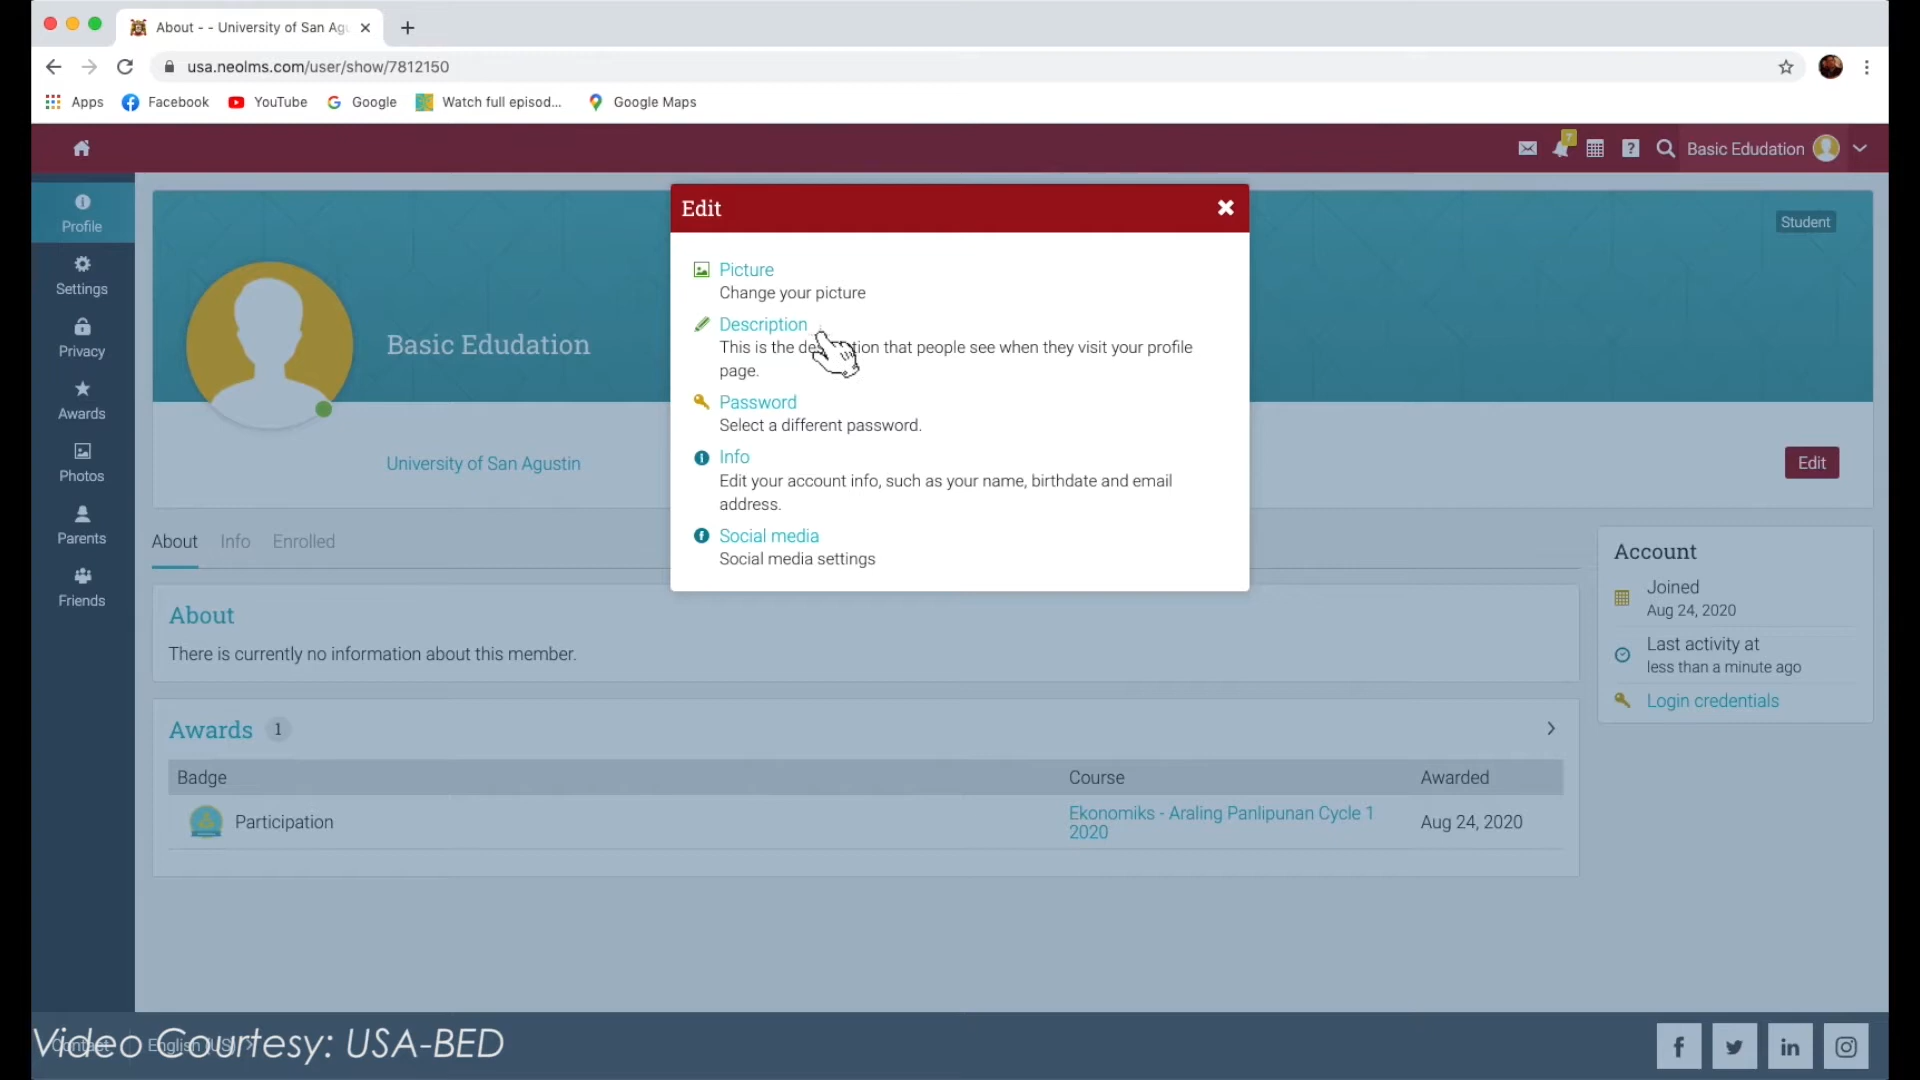 About - - University of San Ag
usa.neolms.com/user/show/7812150
Apps Facebook YouTube Google Watch full episod... Google Maps
7
Basic Edudation
Profile
Settings
Privacy
Awards
Photos
Parents
Friends
Student
Basic Edudation
University of San Agustin
Edit
Edit
Picture
Change your picture
Description
This is the tion that people see when they visit your profile
page.
Password
Select a different password.
Info
Edit your account info, such as your name, birthdate and email
address.
Social media
Social media settings
About Info Enrolled
About
There is currently no information about this member.
Awards 1
Badge Course Awarded
Participation Ekonomiks - Araling Panlipunan Cycle 1
2020 Aug 24, 2020
Account
Joined
Aug 24, 2020
Last activity at
less than a minute ago
Login credentials
Contact English (US)
Video Courtesy: USA-BED